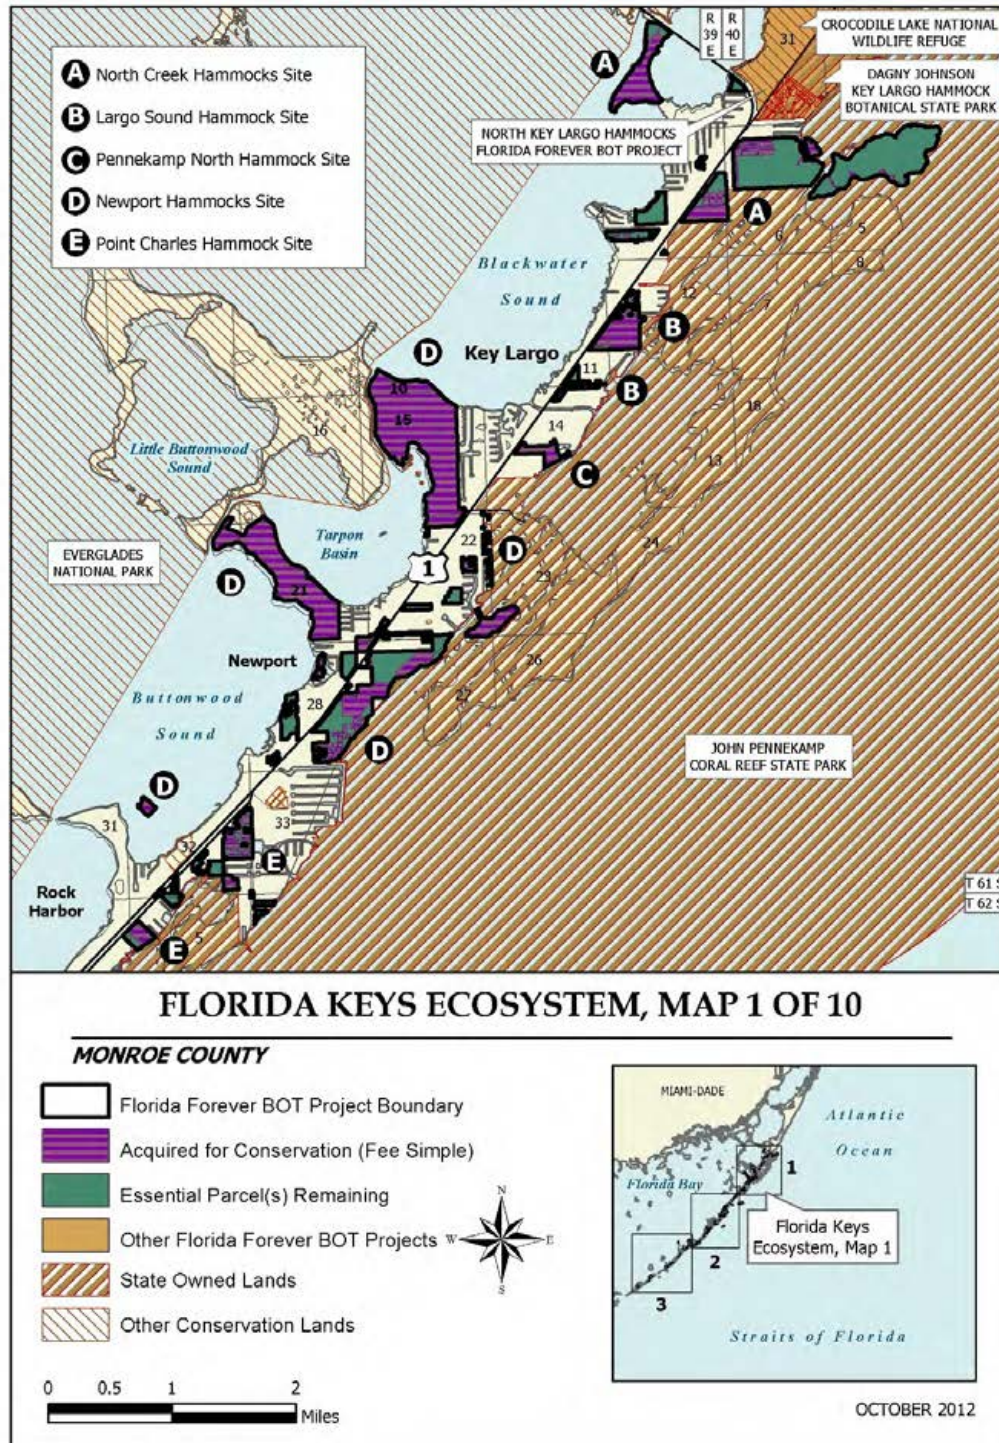 A North Creek Hammocks Site
B Largo Sound Hammock Site
C Pennekamp North Hammock Site
D Newport Hammocks Site
E Point Charles Hammock Site
R
39
E
R
40
E
31
CROCODILE LAKE NATIONAL
WILDLIFE REFUGE
DAGNY JOHNSON
KEY LARGO HAMMOCK
BOTANICAL STATE PARK
A
NORTH KEY LARGO HAMMOCKS
FLORIDA FOREVER BOT PROJECT
A
6
5
8
Blackwater
Sound
12
7
B
D
Key Largo
11
B
10
15
16
14
18
Little Buttonwood
Sound
C
13
Tarpon
Basin
EVERGLADES
NATIONAL PARK
22
D
24
1
23
D
21
Newport
26
27
Buttonwood
Sound
28
D
JOHN PENNEKAMP
CORAL REEF STATE PARK
D
31
33
32
E
Rock
Harbor
T 61 S
T 62 S
5
E
FLORIDA KEYS ECOSYSTEM, MAP 1 OF 10
MONROE COUNTY
Florida Forever BOT Project Boundary
Acquired for Conservation (Fee Simple)
Essential Parcel(s) Remaining
Other Florida Forever BOT Projects
State Owned Lands
Other Conservation Lands
N
W E
S
0 0.5 1 2
Miles
MIAMI-DADE
Atlantic
Ocean
Florida Bay
1
Florida Keys
Ecosystem, Map 1
2
3
Straits of Florida
OCTOBER 2012